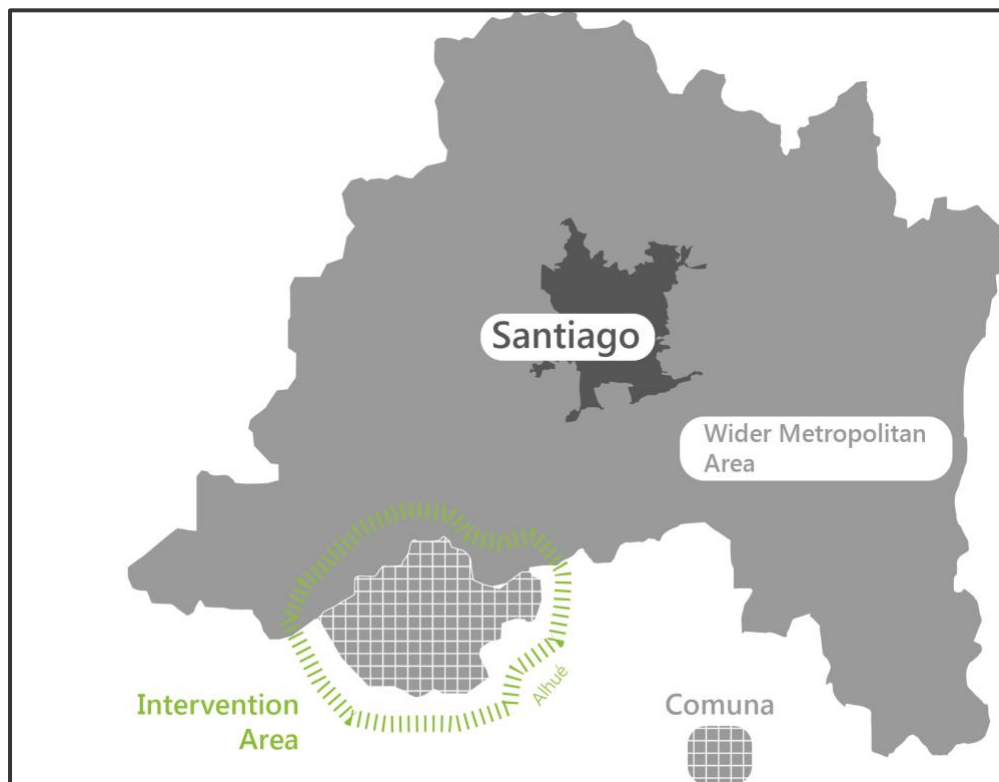 Santiago
Wider Metropolitan
Area
Alhué
Intervention
Area
Comuna